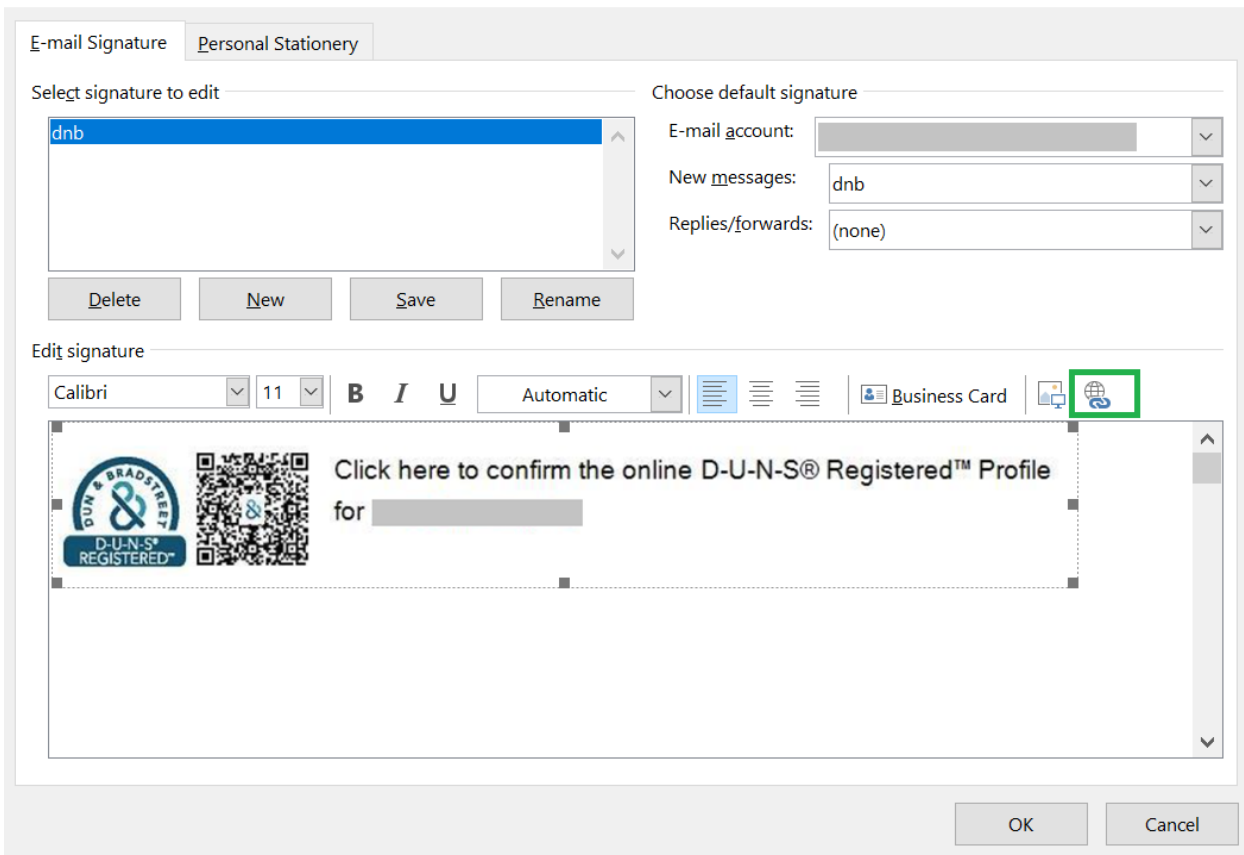 E-mail Signature
Personal Stationery
Select signature to edit
Choose default signature
dnb
E-mail account:
New messages:
dnb
Replies/forwards:
(none)
Delete
New
Save
Rename
Edit signature
Calibri
11
B
I
U
Automatic
Business Card
DUN & BRADSTREET
&
D-U-N-S®
REGISTERED™
&
Click here to confirm the online D-U-N-S® Registered™ Profile
for
OK
Cancel